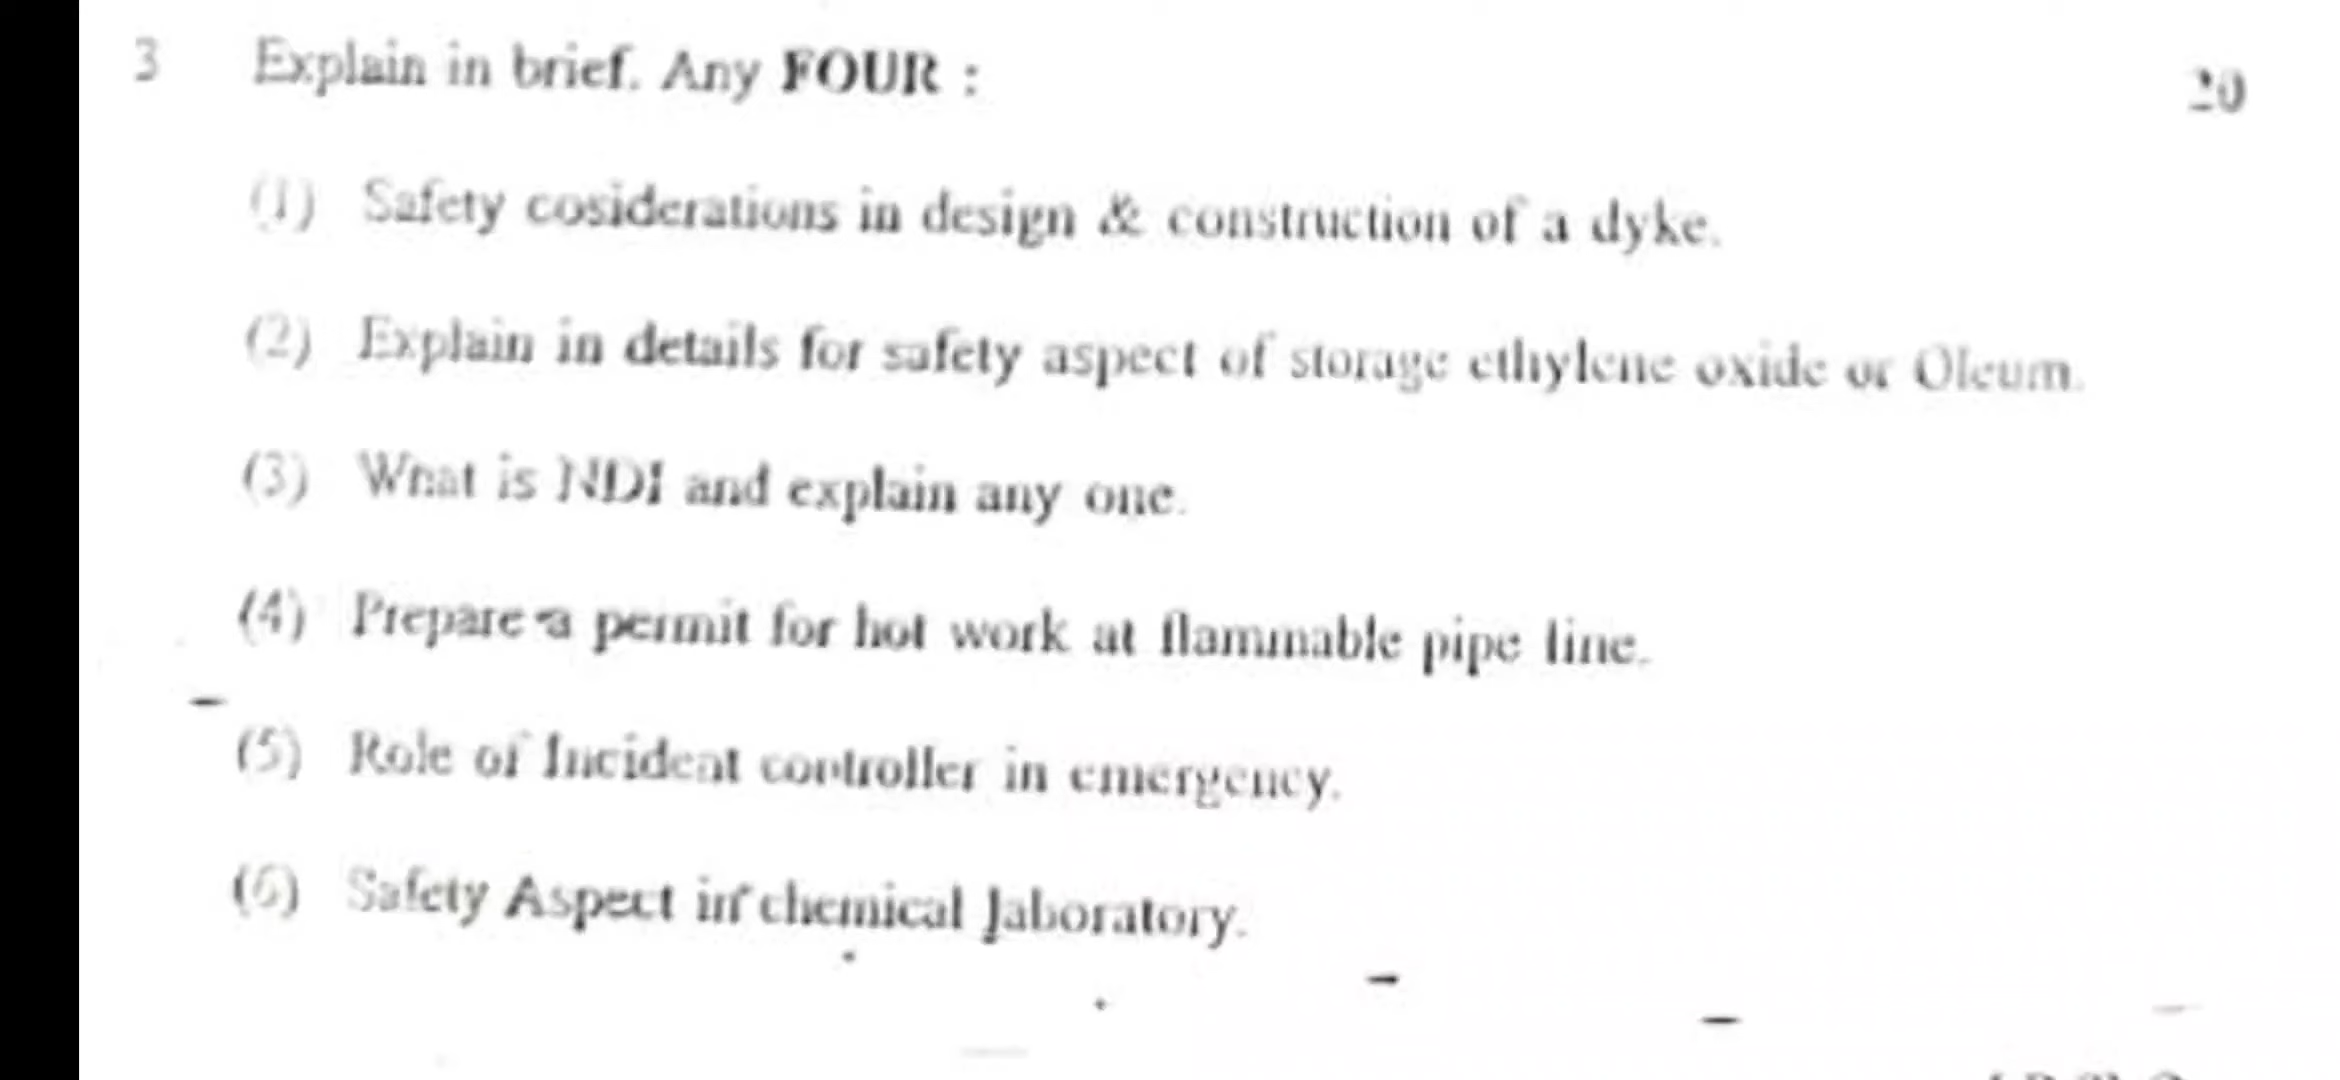 3 Explain in brief. Any FOUR : 20
(1) Safety cosiderations in design & construction of a dyke.
(2) Explain in details for safety aspect of storage ethylene oxide or Oleum.
(3) What is NDI and explain any one.
(4) Prepare a permit for hot work at flammable pipe line.
(5) Role of Incident controller in emergency.
(6) Safety Aspect in chemical laboratory.